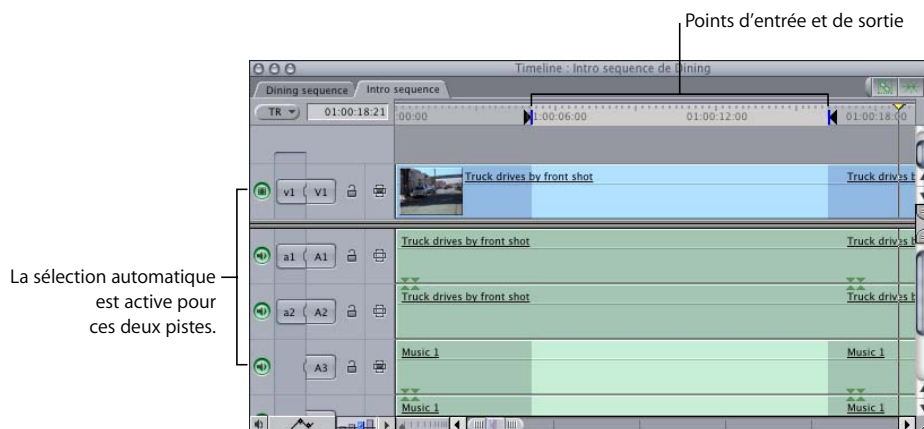 Points d'entrée et de sortie
Timeline : Intro sequence de Dining
Dining sequence Intro sequence
TR 01:00:18:21 :00:00 1:00:06:00 01:00:12:00 01:00:18:00
Truck drives by front shot Truck drives b
v1 V1
Truck drives by front shot Truck drives b
a1 A1
La sélection automatique
est active pour
ces deux pistes.
Truck drives by front shot Truck drives b
a2 A2
Music 1 Music 1
A3
Music 1 Music 1